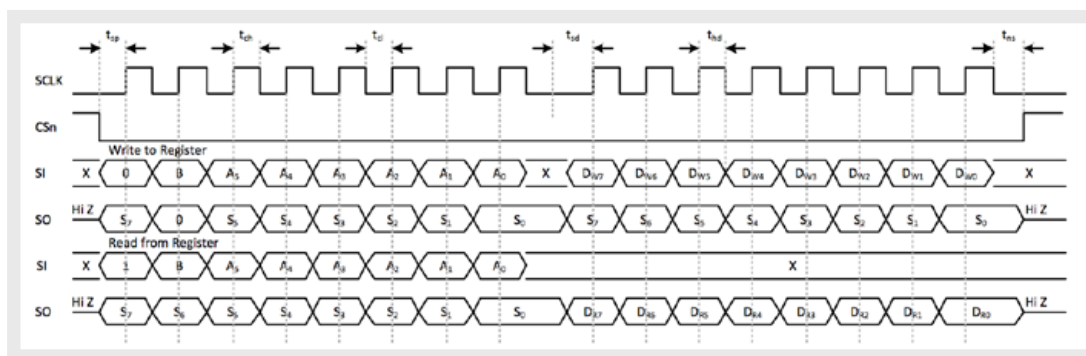 tsp tch tcl tsd thd tns
SCLK
CSn
Write to Register
SI X 0 B A5 A4 A3 A2 A1 A0 X DW7 DW6 DW5 DW4 DW3 DW2 DW1 DW0 X
SO Hi Z S7 0 S5 S4 S3 S2 S1 S0 S7 S6 S5 S4 S3 S2 S1 S0 Hi Z
Read from Register
SI X 1 B A5 A4 A3 A2 A1 A0 X
SO Hi Z S7 S6 S5 S4 S3 S2 S1 S0 DR7 DR6 DR5 DR4 DR3 DR2 DR1 DR0 Hi Z